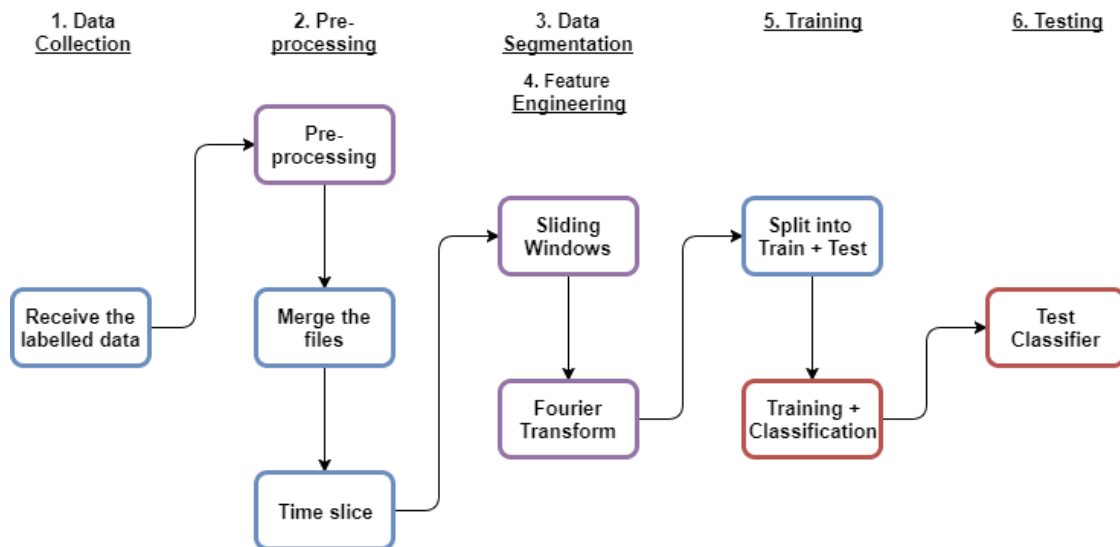 1. Data
Collection
2. Pre-
processing
3. Data
Segmentation
4. Feature
Engineering
5. Training
6. Testing
Pre-
processing
Sliding
Windows
Split into
Train + Test
Receive the
labelled data
Merge the
files
Test
Classifier
Fourier
Transform
Training +
Classification
Time slice